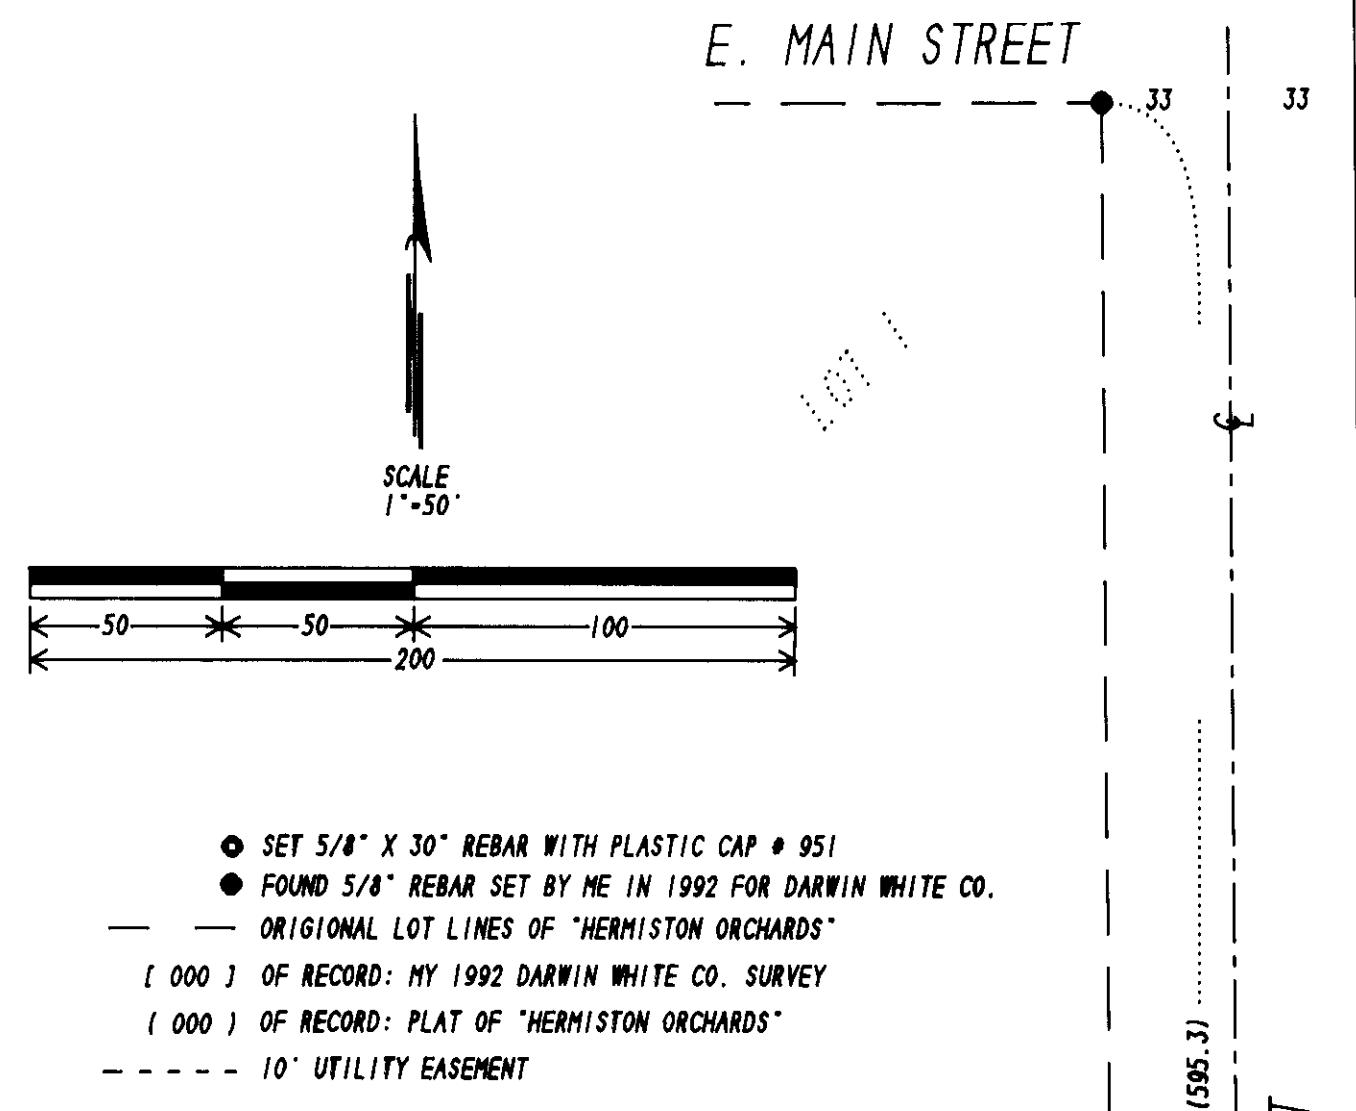 E. MAIN STREET
33 33
LOT 1
℄
SCALE
1"=50'
50 50 100
200
SET 5/8" X 30" REBAR WITH PLASTIC CAP # 951
FOUND 5/8" REBAR SET BY ME IN 1992 FOR DARWIN WHITE CO.
ORIGIONAL LOT LINES OF "HERMISTON ORCHARDS"
[ 000 ] OF RECORD: MY 1992 DARWIN WHITE CO. SURVEY
( 000 ) OF RECORD: PLAT OF "HERMISTON ORCHARDS"
10' UTILITY EASEMENT
(595.3)